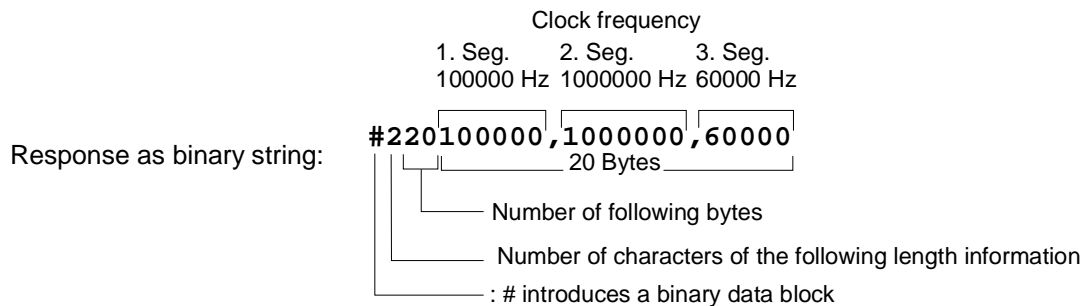 Clock frequency
1. Seg. 2. Seg. 3. Seg.
100000 Hz 1000000 Hz 60000 Hz
Response as binary string: #220100000,1000000,60000
20 Bytes
Number of following bytes
Number of characters of the following length information
: # introduces a binary data block